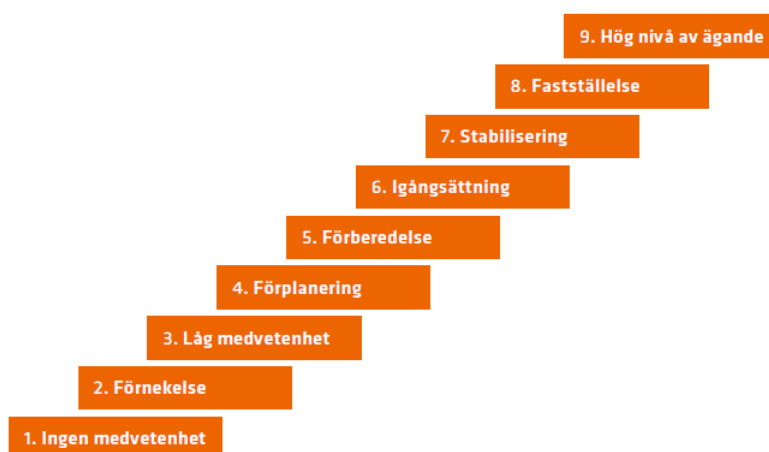 9. Hög nivå av ägande
8. Fastställelse
7. Stabilisering
6. Igångsättning
5. Förberedelse
4. Förplanering
3. Låg medvetenhet
2. Förnekelse
1. Ingen medvetenhet